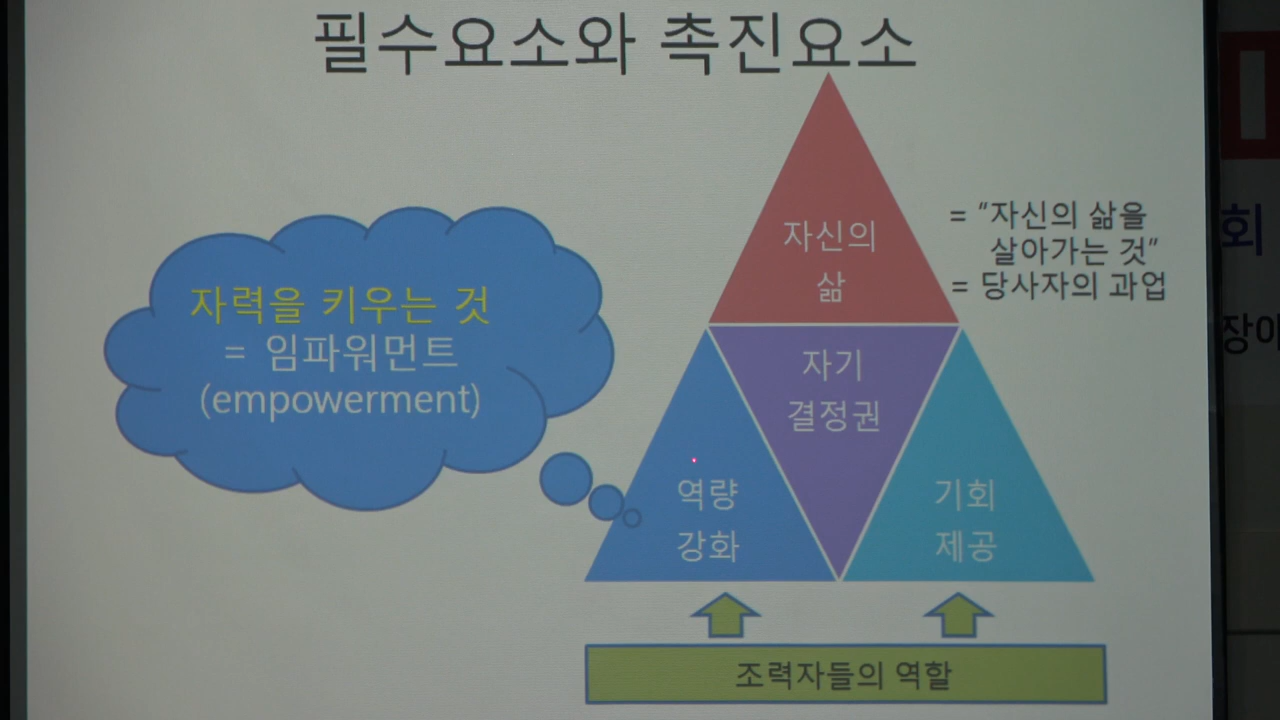 필수요소와 촉진요소
자력을 키우는 것
= 임파워먼트
(empowerment)
자신의
삶
= “자신의 삶을
살아가는 것”
= 당사자의 과업
자기
결정권
역량
강화
기회
제공
조력자들의 역할
회
장애